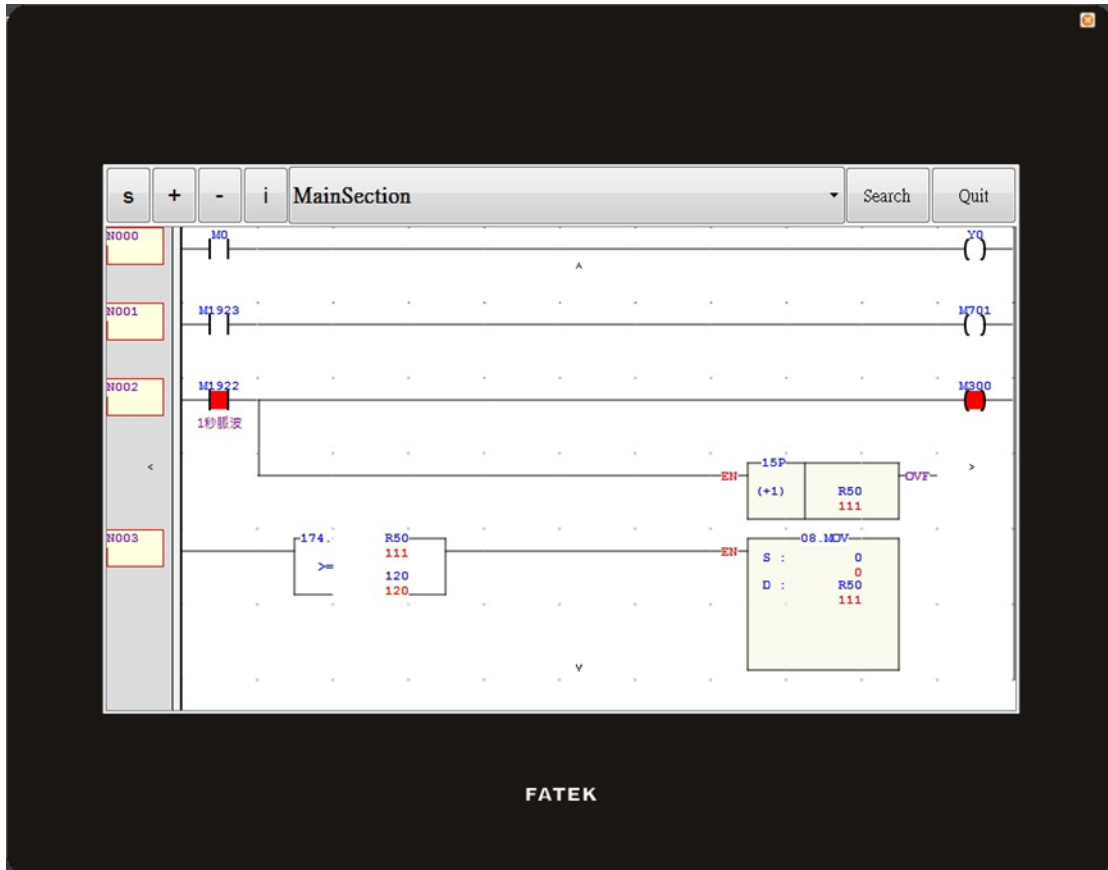 s + - i MainSection Search Quit
N000 M0 Y0
N001 M1923 M701
N002 M1922 M300
1秒脈波
EN 15P OVF
(+1) R50
111
N003 174. R50 EN 08.MOV
111 S : 0
>= 0
120 D : R50
120 111
FATEK